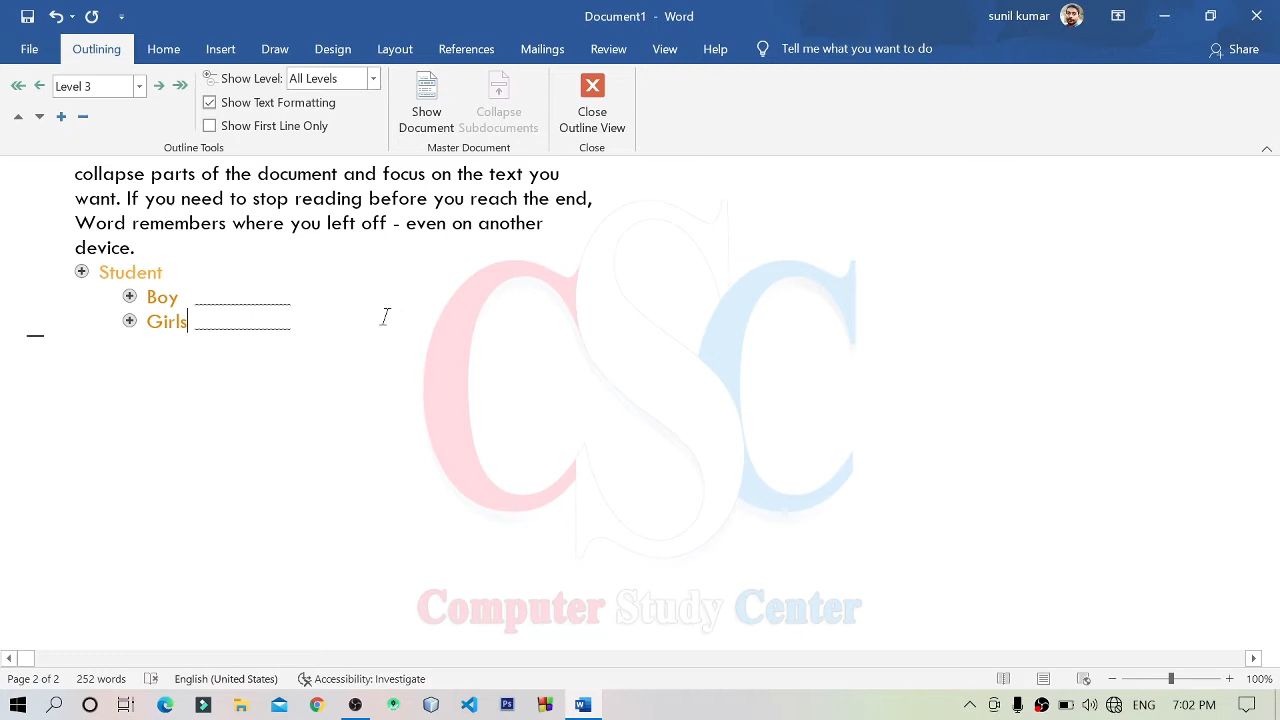 Document1 - Word
sunil kumar
File Outlining Home Insert Draw Design Layout References Mailings Review View Help Tell me what you want to do Share
Level 3
Show Level: All Levels
Show Text Formatting
Show First Line Only
Show Document
Collapse Subdocuments
Close Outline View
Outline Tools Master Document Close
collapse parts of the document and focus on the text you
want. If you need to stop reading before you reach the end,
Word remembers where you left off - even on another
device.
Student
Boy
Girls
CSC
Computer Study Center
Page 2 of 2 252 words English (United States) Accessibility: Investigate 100%
ENG 7:02 PM